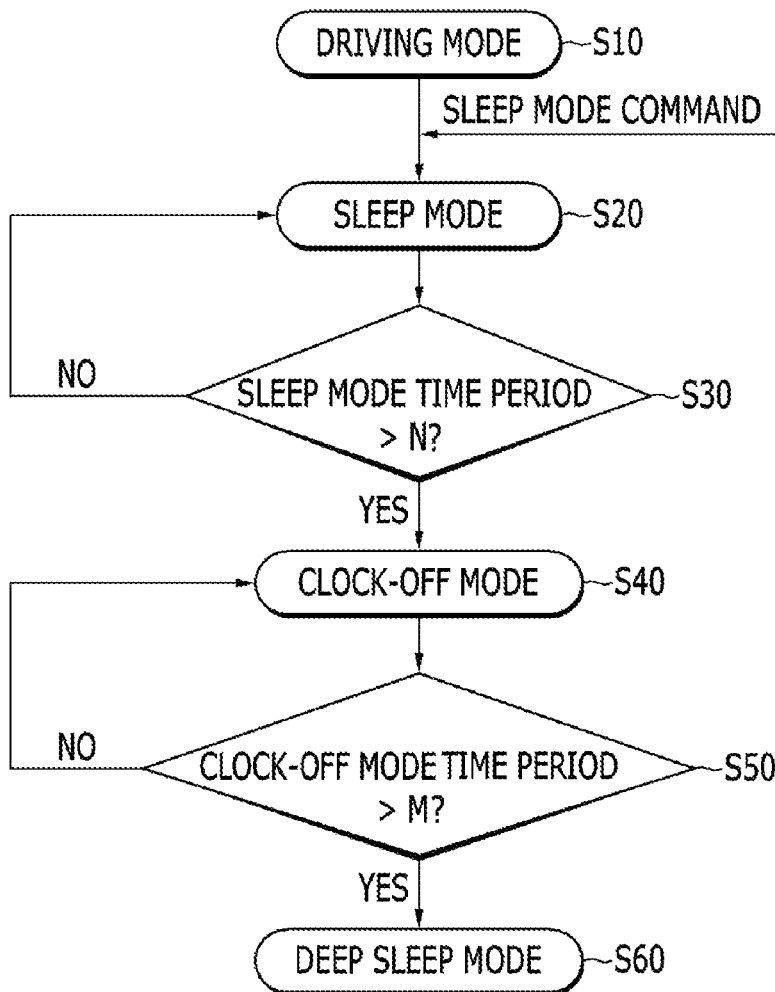 DRIVING MODE
S10
SLEEP MODE COMMAND
SLEEP MODE
S20
NO
SLEEP MODE TIME PERIOD
> N?
S30
YES
CLOCK-OFF MODE
S40
NO
CLOCK-OFF MODE TIME PERIOD
> M?
S50
YES
DEEP SLEEP MODE
S60